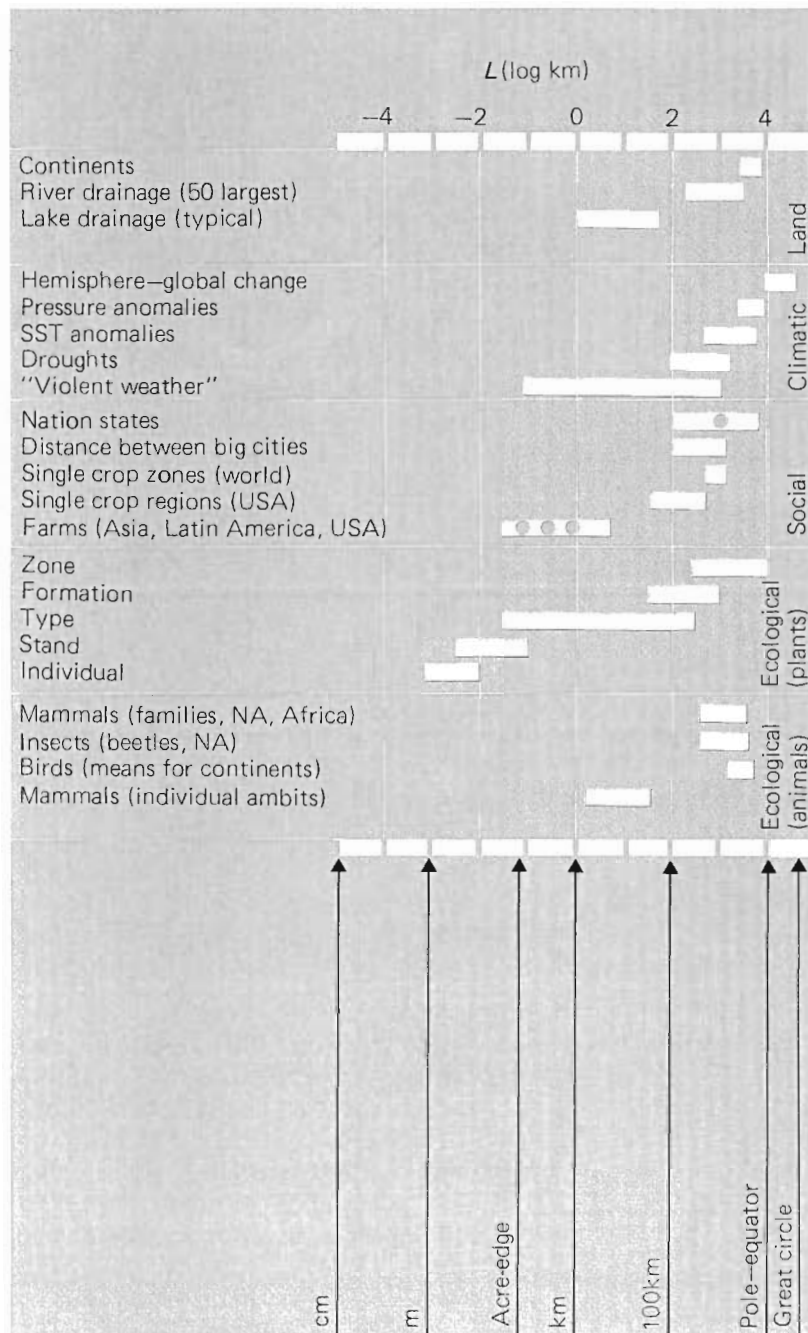 L (log km)
−4 −2 0 2 4
Continents
River drainage (50 largest)
Lake drainage (typical)
Land
Hemisphere–global change
Pressure anomalies
SST anomalies
Droughts
"Violent weather"
Climatic
Nation states
Distance between big cities
Single crop zones (world)
Single crop regions (USA)
Farms (Asia, Latin America, USA)
Social
Zone
Formation
Type
Stand
Individual
Ecological
(plants)
Mammals (families, NA, Africa)
Insects (beetles, NA)
Birds (means for continents)
Mammals (individual ambits)
Ecological
(animals)
cm
m
Acre-edge
km
100km
Pole–equator
Great circle